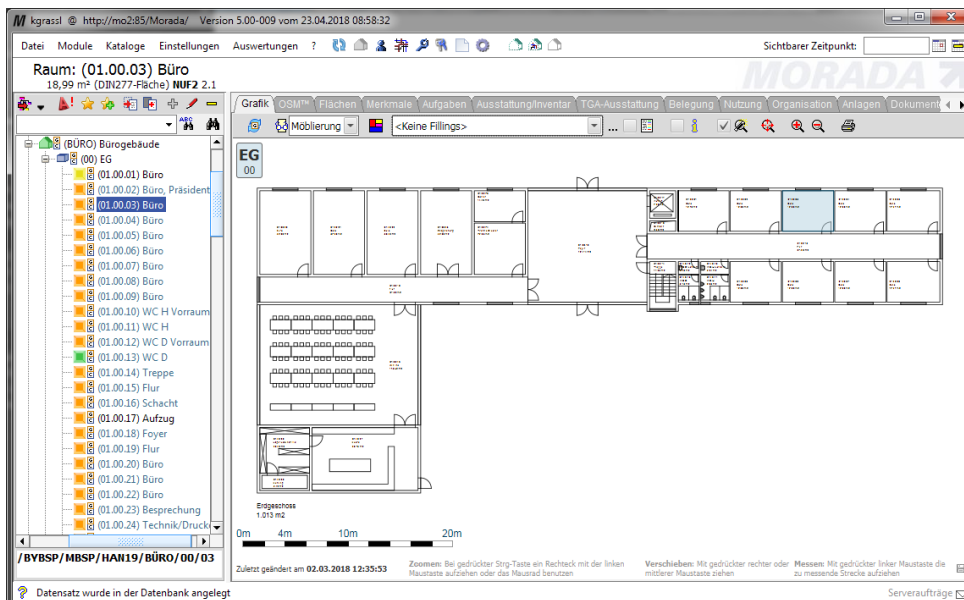 kgrassl @ http://mo2:85/Morada/ Version 5.00-009 vom 23.04.2018 08:58:32
Datei Module Kataloge Einstellungen Auswertungen ? Sichtbarer Zeitpunkt:
Raum: (01.00.03) Büro
18,99 m² (DIN277-Fläche) NUF2 2.1
MORADA
Grafik OSM™ Flächen Merkmale Aufgaben Ausstattung/Inventar TGA-Ausstattung Belegung Nutzung Organisation Anlagen Dokument
ABC
Möblierung <Keine Fillings> ...
(BÜRO) Bürogebäude
(00) EG
(01.00.01) Büro
(01.00.02) Büro, Präsident
(01.00.03) Büro
(01.00.04) Büro
(01.00.05) Büro
(01.00.06) Büro
(01.00.07) Büro
(01.00.08) Büro
(01.00.09) Büro
(01.00.10) WC H Vorraum
(01.00.11) WC H
(01.00.12) WC D Vorraum
(01.00.13) WC D
(01.00.14) Treppe
(01.00.15) Flur
(01.00.16) Schacht
(01.00.17) Aufzug
(01.00.18) Foyer
(01.00.19) Flur
(01.00.20) Büro
(01.00.21) Büro
(01.00.22) Büro
(01.00.23) Besprechung
(01.00.24) Technik/Drucke
/BYBSP/MBSP/HAN19/BÜRO/00/03
EG
00
Erdgeschoss
1.013 m2
0m 4m 10m 20m
Zuletzt geändert am 02.03.2018 12:35:53
Zoomen: Bei gedrückter Strg-Taste ein Rechteck mit der linken
Maustaste aufziehen oder das Mausrad benutzen
Verschieben: Mit gedrückter rechter oder
mittlerer Maustaste ziehen
Messen: Mit gedrückter linker Maustaste die
zu messende Strecke aufziehen
Datensatz wurde in der Datenbank angelegt
Serveraufträge